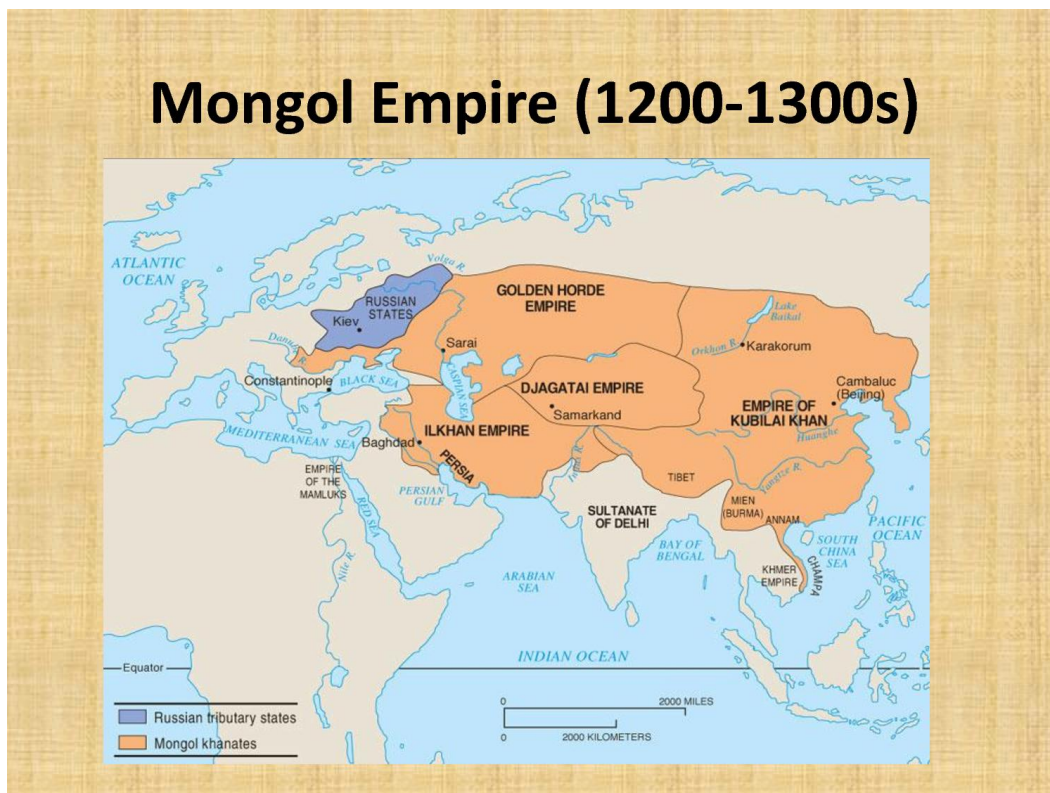 Mongol Empire (1200-1300s)
ATLANTIC
OCEAN
Volga R.
RUSSIAN
STATES
Kiev
GOLDEN HORDE
EMPIRE
Lake
Baikal
Orkhon R.
Karakorum
Sarai
Constantinople
BLACK SEA
CASPIAN SEA
DJAGATAI EMPIRE
Samarkand
Cambaluc
(Beijing)
EMPIRE OF
KUBILAI KHAN
Huanghe
MEDITERRANEAN SEA
Baghdad
ILKHAN EMPIRE
PERSIA
EMPIRE
OF THE
MAMLUKS
PERSIAN
GULF
RED SEA
Nile R.
TIBET
Yangtze R.
SULTANATE
OF DELHI
MIEN
(BURMA)
ANNAM
PACIFIC
OCEAN
SOUTH
CHINA
SEA
BAY OF
BENGAL
KHMER
EMPIRE
CHAMPA
ARABIAN
SEA
INDIAN OCEAN
Equator
Russian tributary states
Mongol khanates
0 2000 MILES
0 2000 KILOMETERS